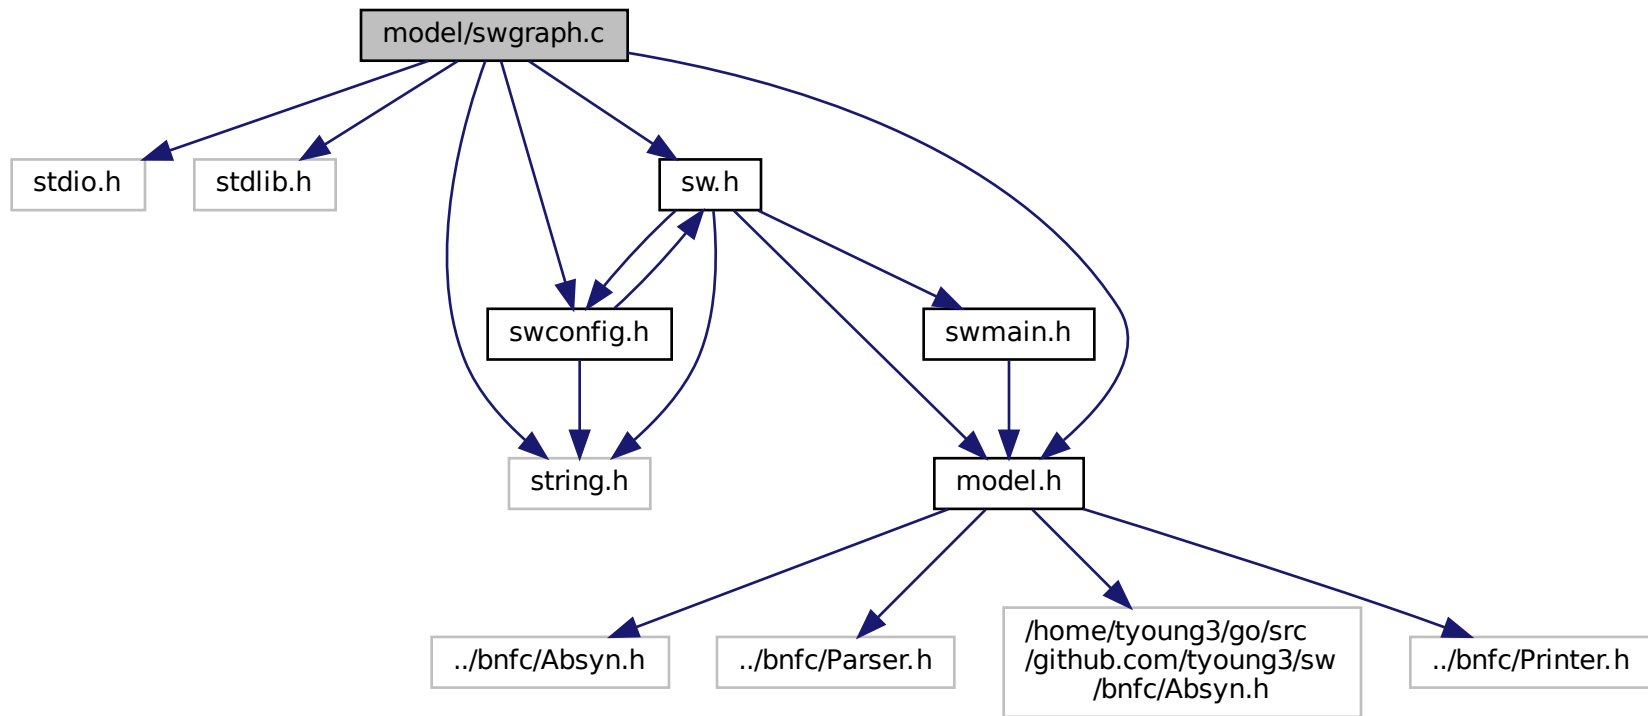 model/swgraph.c
stdio.h
stdlib.h
sw.h
swconfig.h
swmain.h
string.h
model.h
../bnfc/Absyn.h
../bnfc/Parser.h
/home/tyoung3/go/src
/github.com/tyoung3/sw
/bnfc/Absyn.h
../bnfc/Printer.h